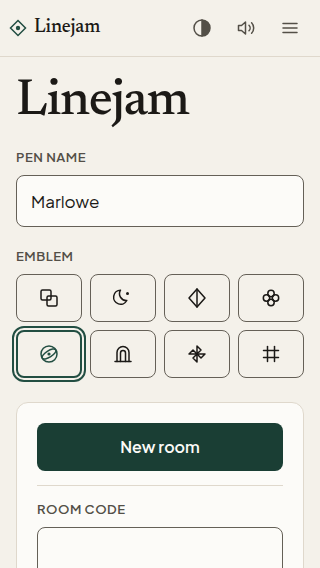 Linejam
Linejam
PEN NAME
Marlowe
EMBLEM
New room
ROOM CODE